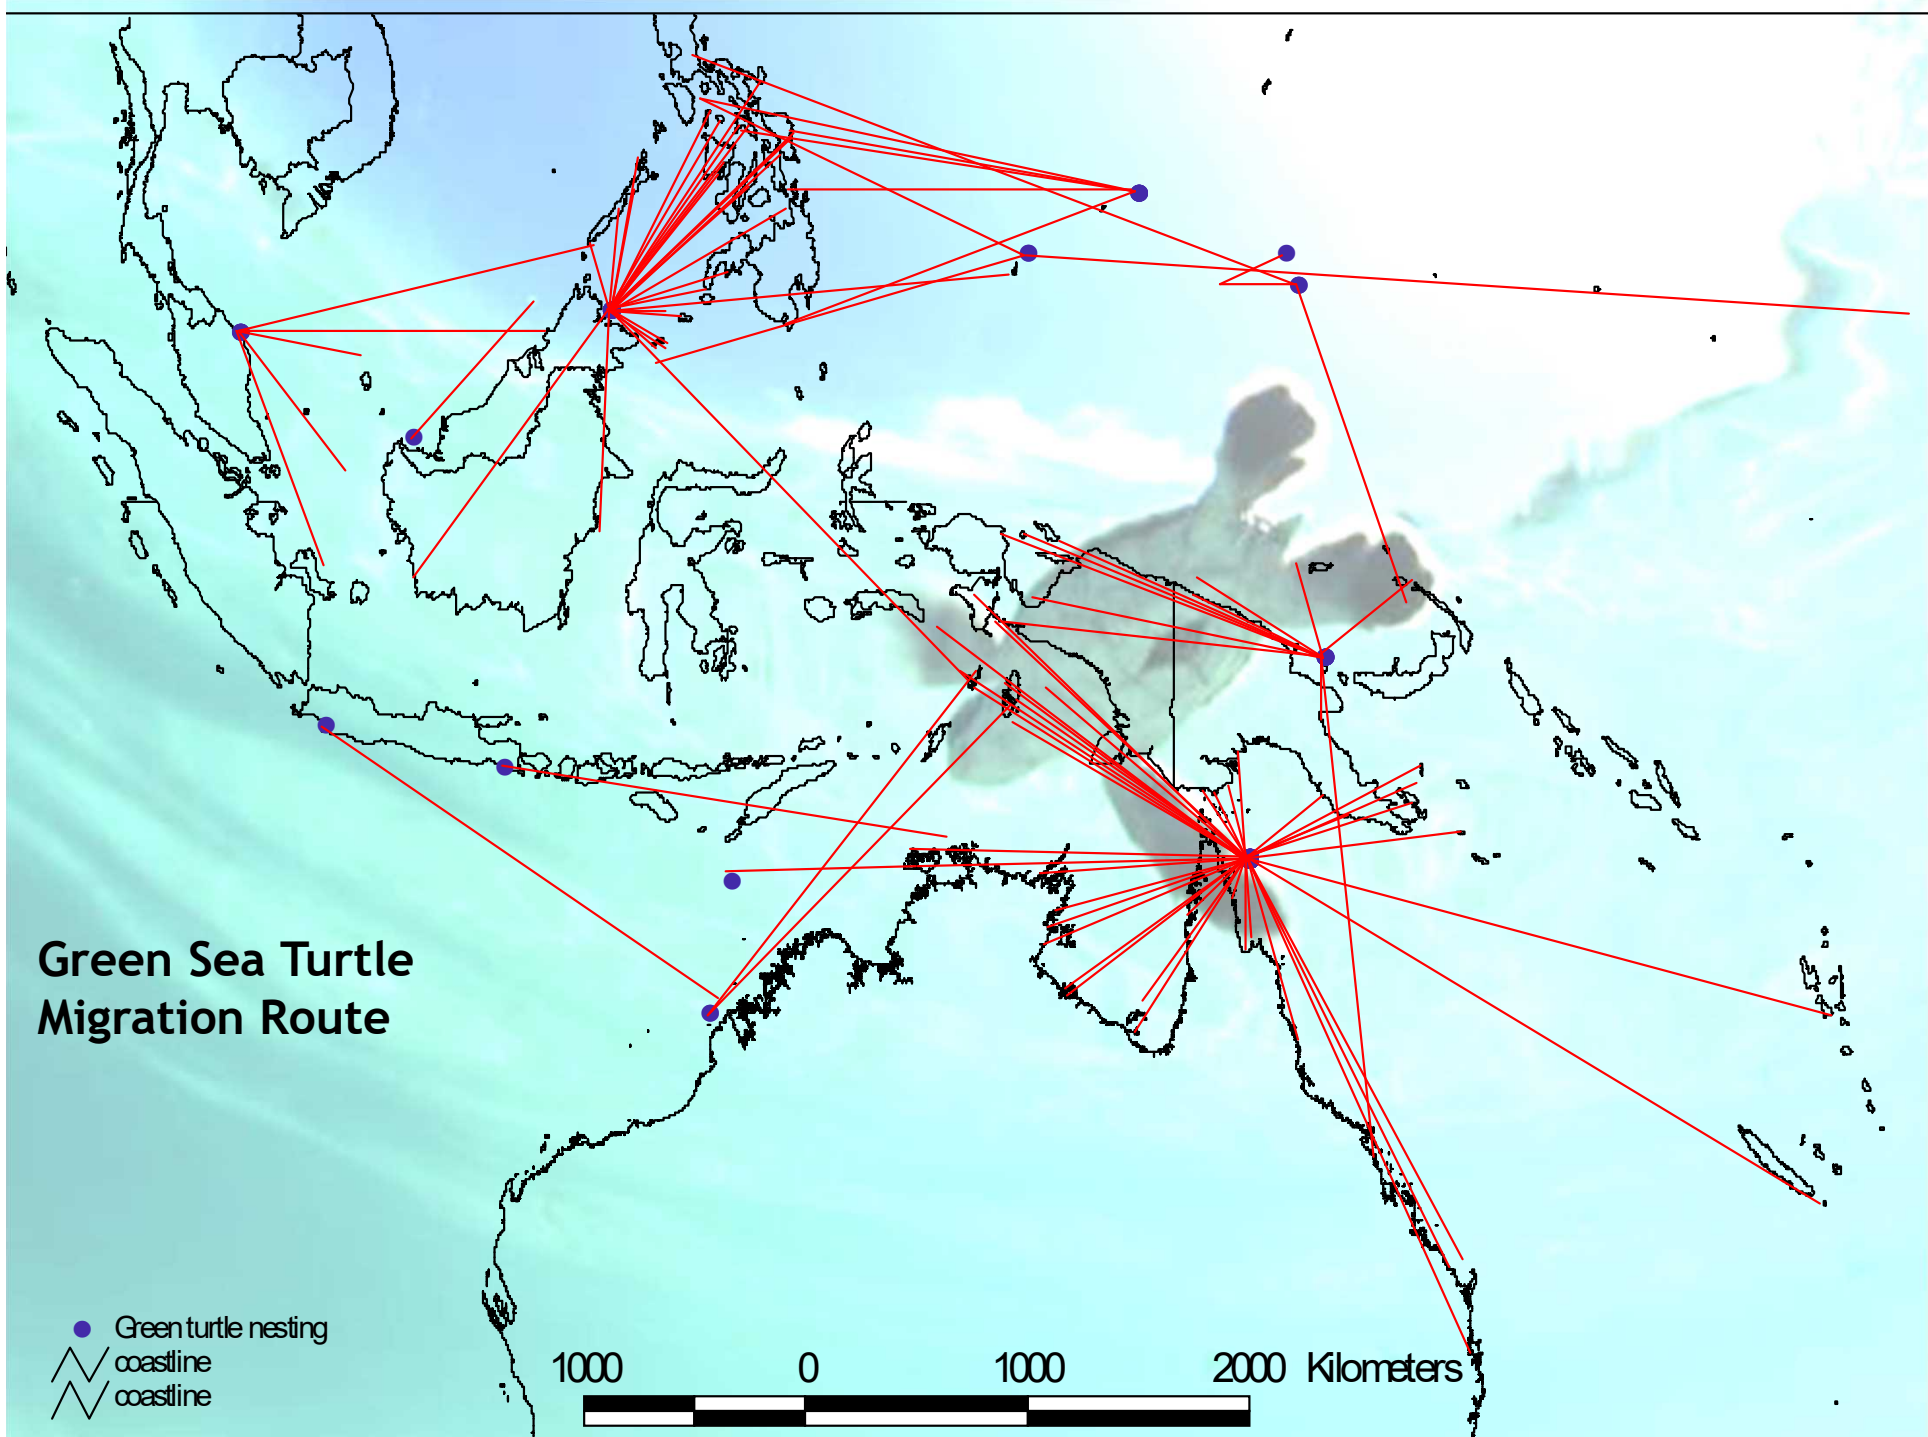 Green Sea Turtle
Migration Route
Green turtle nesting
coastline
coastline
1000 0 1000 2000 Kilometers